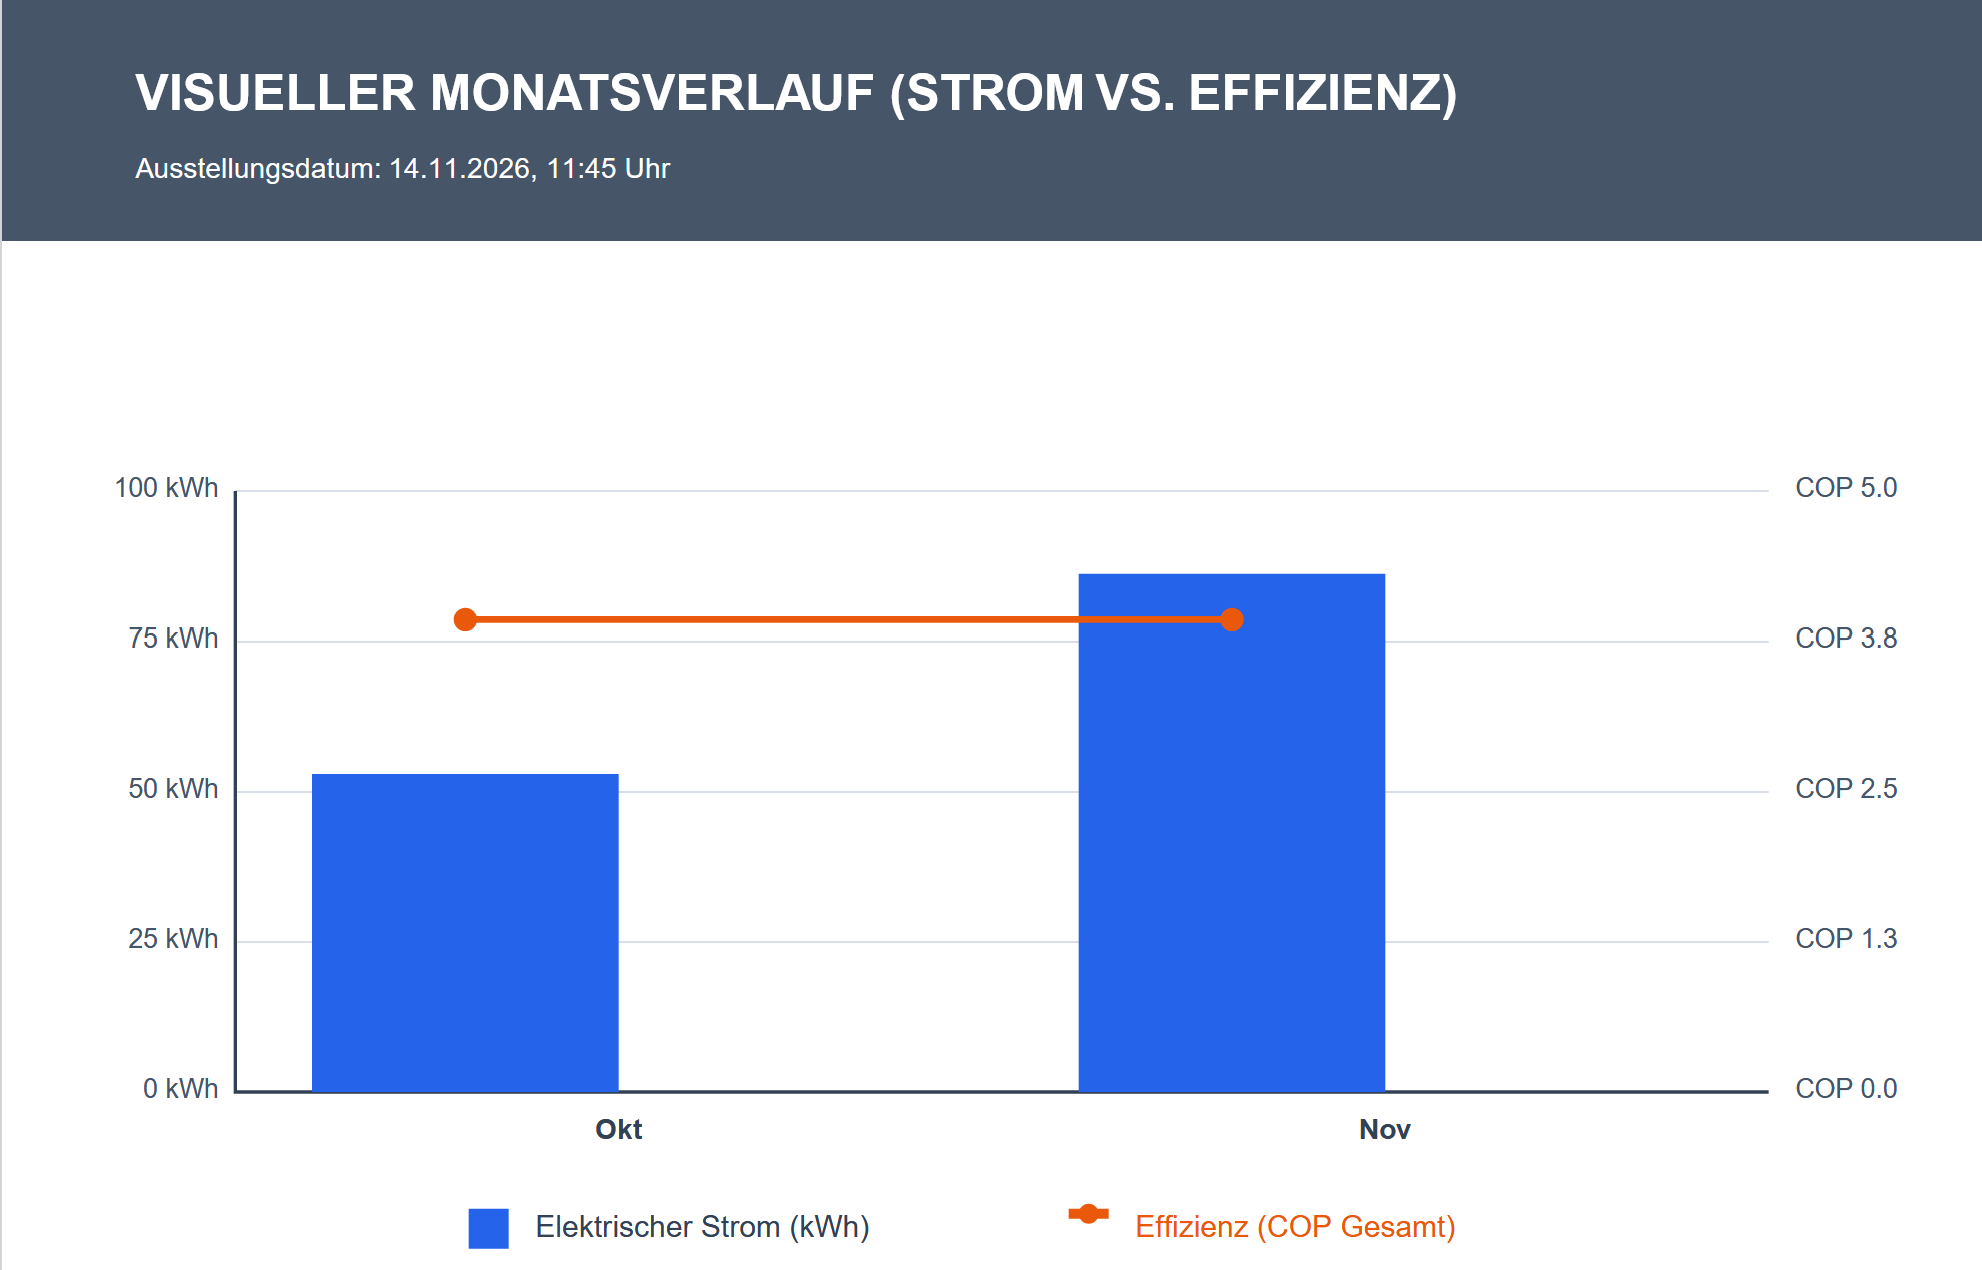 VISUELLER MONATSVERLAUF (STROM VS. EFFIZIENZ)
Ausstellungsdatum: 14.11.2026, 11:45 Uhr
100 kWh
COP 5.0
75 kWh
COP 3.8
50 kWh
COP 2.5
25 kWh
COP 1.3
0 kWh
COP 0.0
Okt
Nov
Elektrischer Strom (kWh)
Effizienz (COP Gesamt)